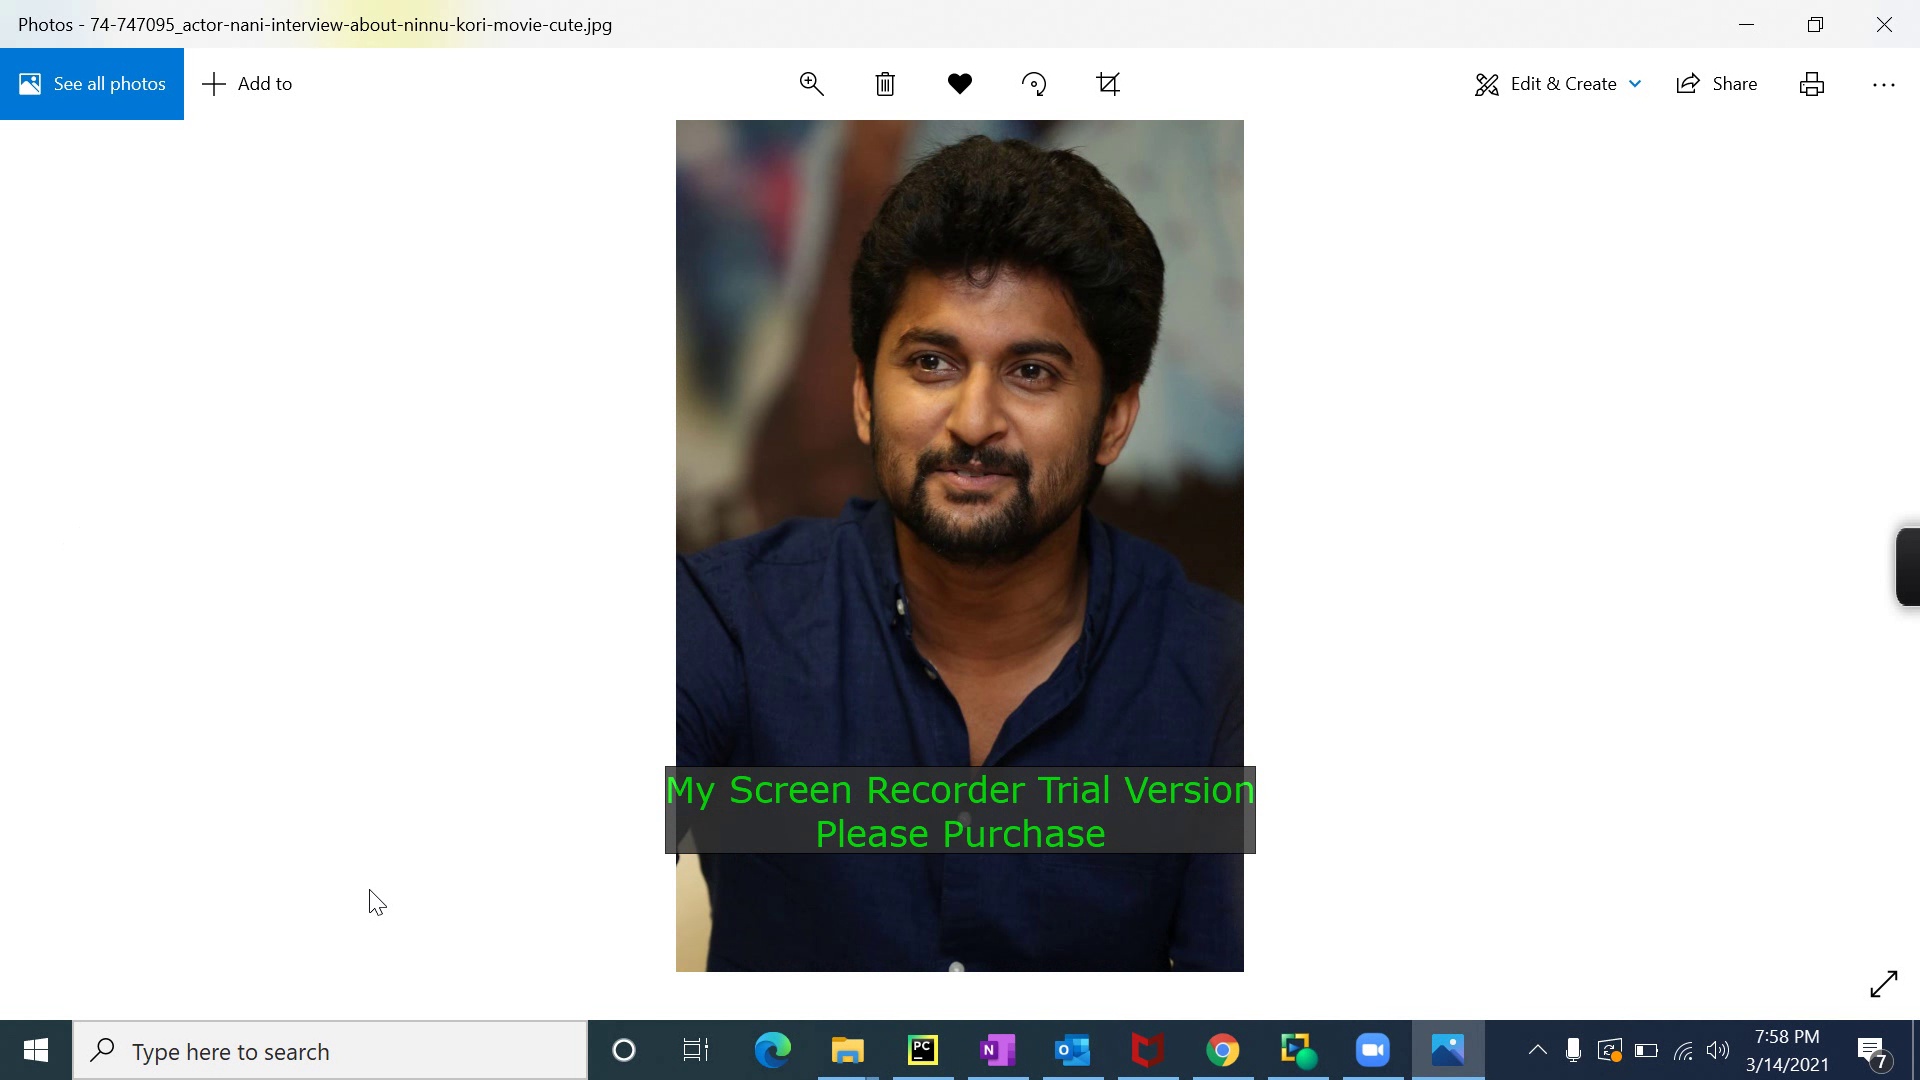 Photos - 74-747095_actor-nani-interview-about-ninnu-kori-movie-cute.jpg
See all photos
Add to
Edit & Create
Share
My Screen Recorder Trial Version
Please Purchase
Type here to search
PC
N
O
7:58 PM
3/14/2021
7